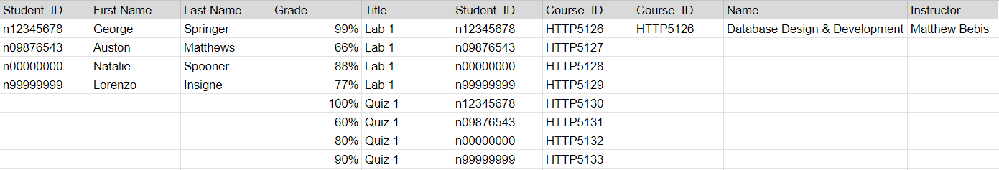 Student_ID First Name Last Name Grade Title Student_ID Course_ID Course_ID Name Instructor
n12345678 George Springer 99% Lab 1 n12345678 HTTP5126 HTTP5126 Database Design & Development Matthew Bebis
n09876543 Auston Matthews 66% Lab 1 n09876543 HTTP5127
n00000000 Natalie Spooner 88% Lab 1 n00000000 HTTP5128
n99999999 Lorenzo Insigne 77% Lab 1 n99999999 HTTP5129
100% Quiz 1 n12345678 HTTP5130
60% Quiz 1 n09876543 HTTP5131
80% Quiz 1 n00000000 HTTP5132
90% Quiz 1 n99999999 HTTP5133